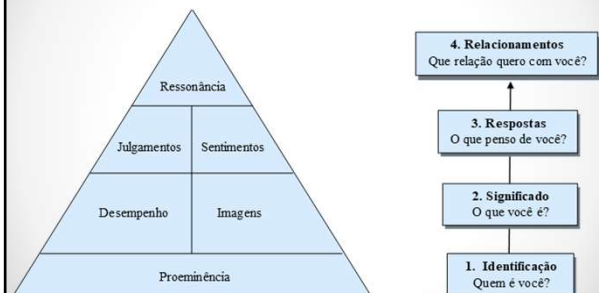 Ressonância
Julgamentos
Sentimentos
Desempenho
Imagens
Proeminência
4. Relacionamentos
Que relação quero com você?
3. Respostas
O que penso de você?
2. Significado
O que você é?
1. Identificação
Quem é você?